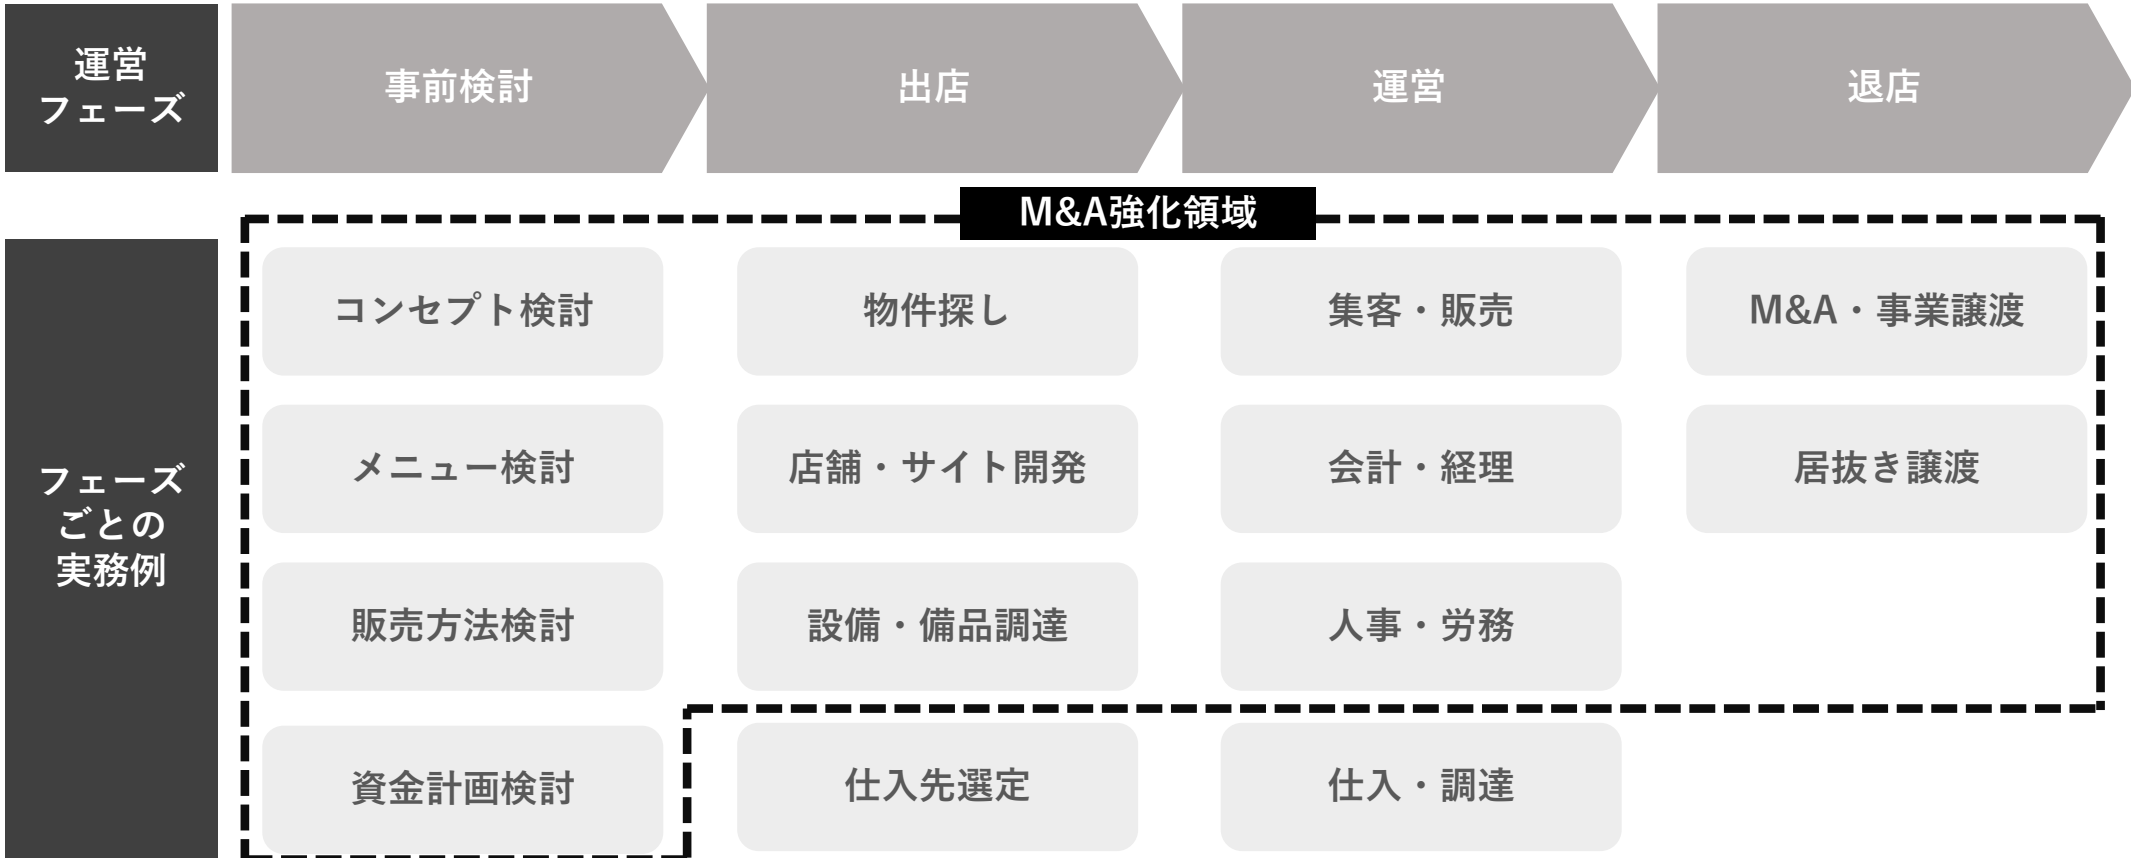 運営
フェーズ
事前検討
出店
運営
退店
M&A強化領域
フェーズ
ごとの
実務例
コンセプト検討
物件探し
集客・販売
M&A・事業譲渡
メニュー検討
店舗・サイト開発
会計・経理
居抜き譲渡
販売方法検討
設備・備品調達
人事・労務
資金計画検討
仕入先選定
仕入・調達